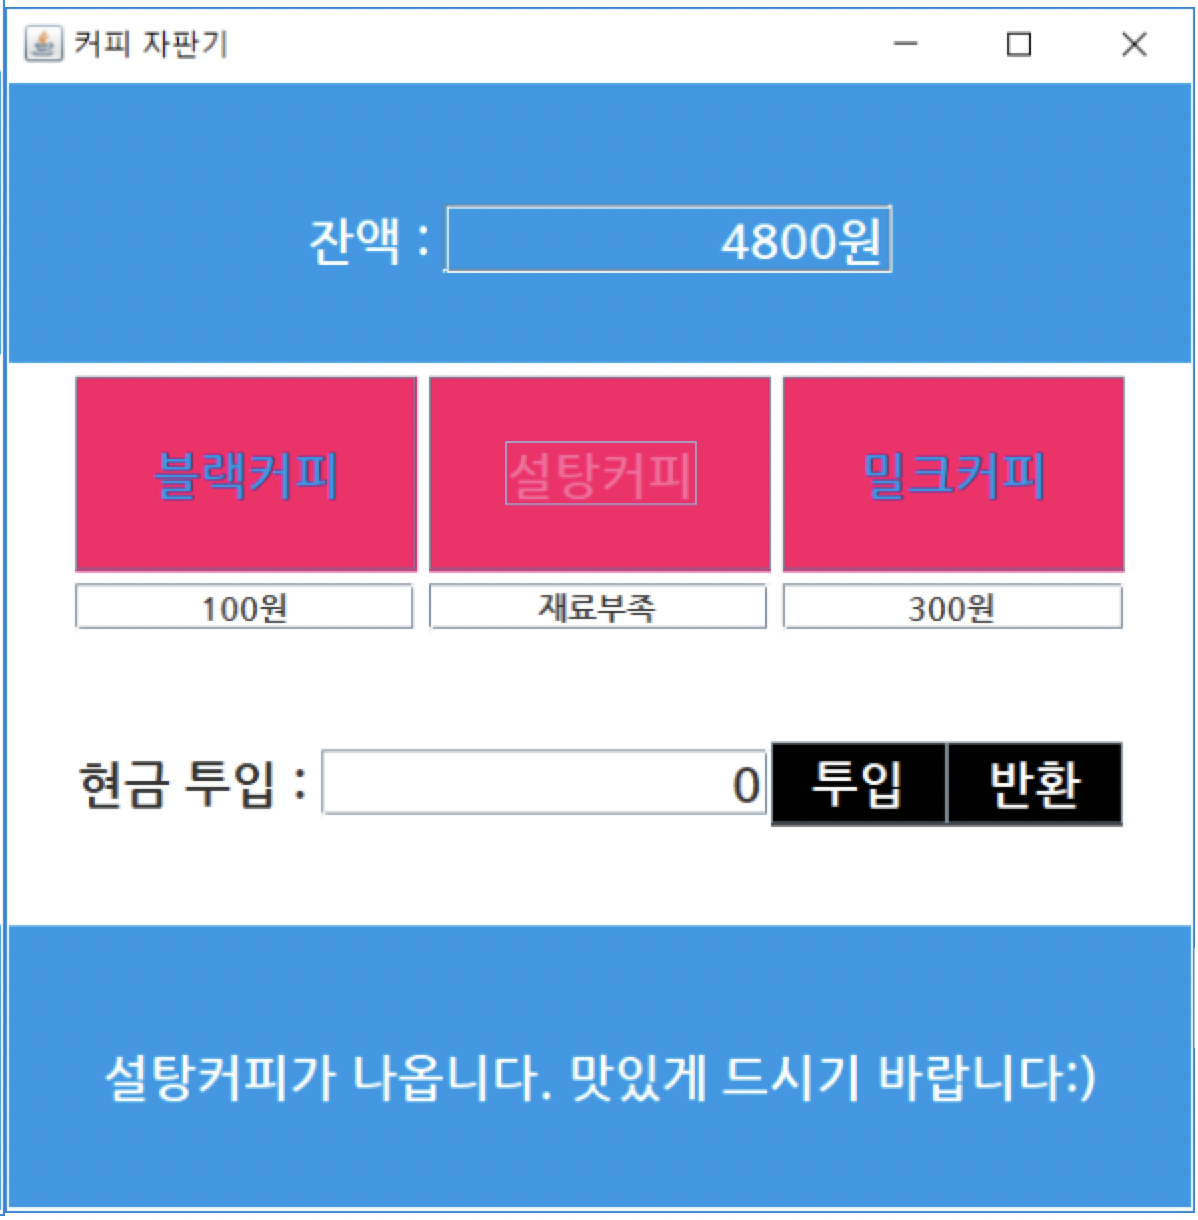 커피 자판기
잔액 : 4800원
블랙커피 설탕커피 밀크커피
100원 재료부족 300원
현금 투입 : 0 투입 반환
설탕커피가 나옵니다. 맛있게 드시기 바랍니다:)